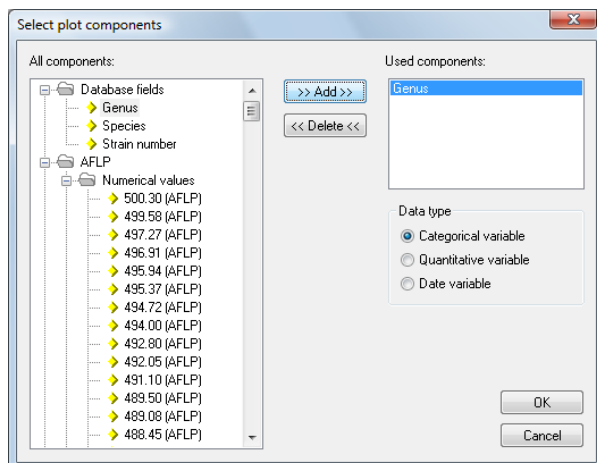 Select plot components
All components:
Database fields
Genus
Species
Strain number
AFLP
Numerical values
500.30 (AFLP)
499.58 (AFLP)
497.27 (AFLP)
496.91 (AFLP)
495.94 (AFLP)
495.37 (AFLP)
494.72 (AFLP)
494.00 (AFLP)
492.80 (AFLP)
492.05 (AFLP)
491.10 (AFLP)
489.50 (AFLP)
489.08 (AFLP)
488.45 (AFLP)
>> Add >>
<< Delete <<
Used components:
Genus
Data type
Categorical variable
Quantitative variable
Date variable
OK
Cancel